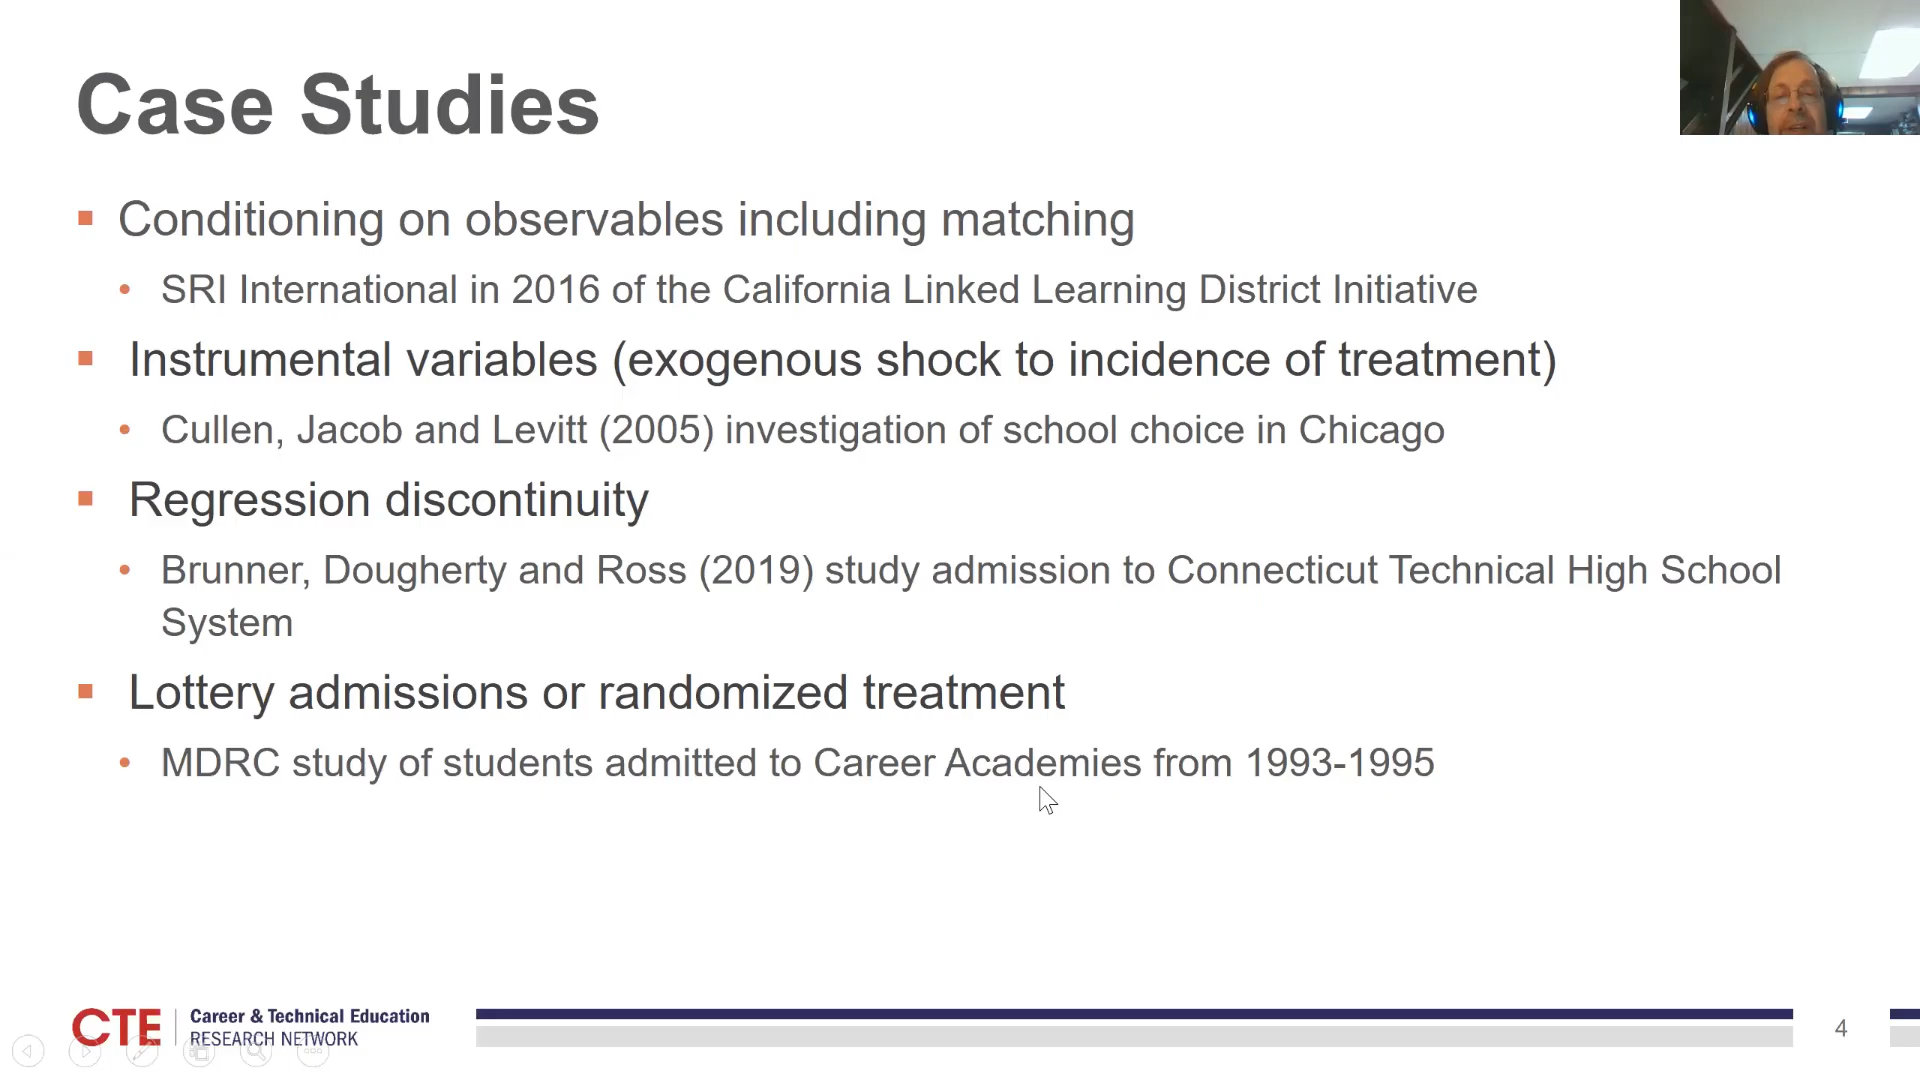 Case Studies
Conditioning on observables including matching
SRI International in 2016 of the California Linked Learning District Initiative
Instrumental variables (exogenous shock to incidence of treatment)
Cullen, Jacob and Levitt (2005) investigation of school choice in Chicago
Regression discontinuity
Brunner, Dougherty and Ross (2019) study admission to Connecticut Technical High School
System
Lottery admissions or randomized treatment
MDRC study of students admitted to Career Academies from 1993-1995
CTE
Career & Technical Education
RESEARCH NETWORK
4